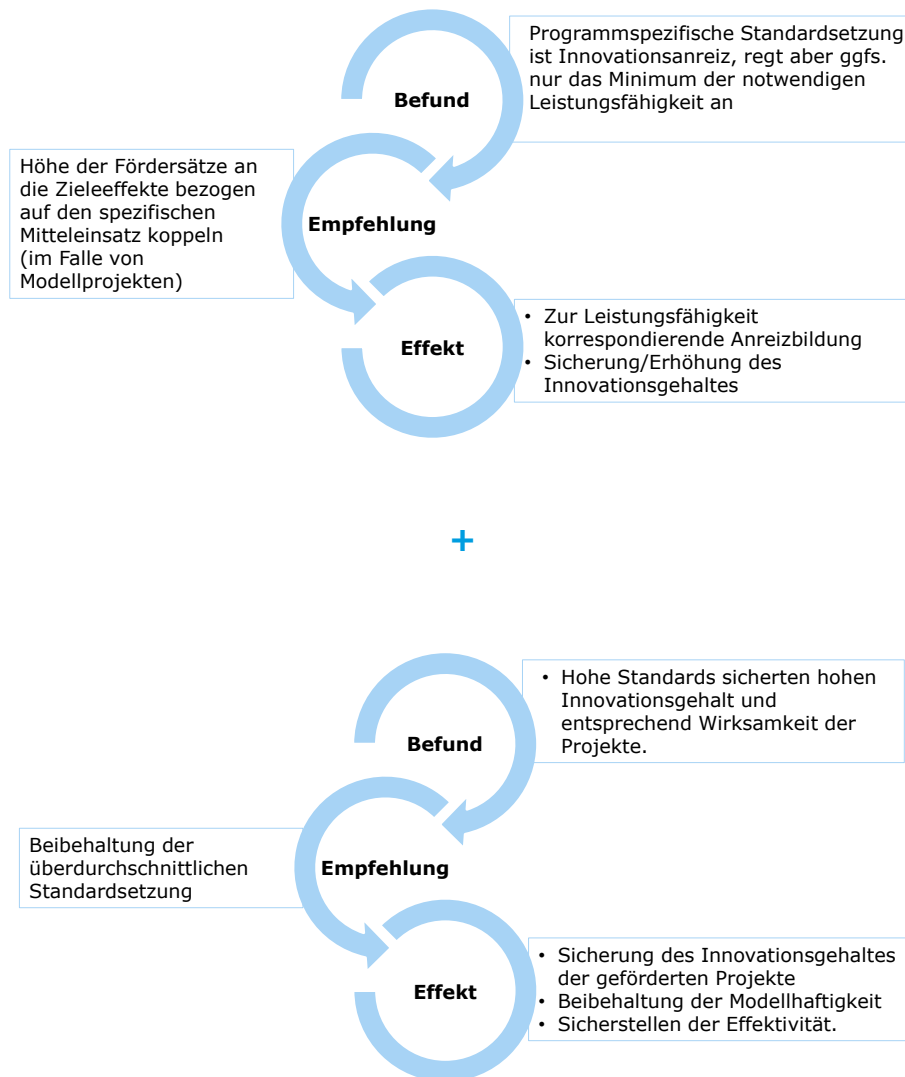 Programmspezifische Standardsetzung
ist Innovationsanreiz, regt aber ggfs.
nur das Minimum der notwendigen
Leistungsfähigkeit an
Befund
Höhe der Fördersätze an
die Zieleeffekte bezogen
auf den spezifischen
Mitteleinsatz koppeln
(im Falle von
Modellprojekten)
Empfehlung
Effekt
• Zur Leistungsfähigkeit
korrespondierende Anreizbildung
• Sicherung/Erhöhung des
Innovationsgehaltes
+
• Hohe Standards sicherten hohen
Innovationsgehalt und
entsprechend Wirksamkeit der
Projekte.
Befund
Beibehaltung der
überdurchschnittlichen
Standardsetzung
Empfehlung
Effekt
• Sicherung des Innovationsgehaltes
der geförderten Projekte
• Beibehaltung der Modellhaftigkeit
• Sicherstellen der Effektivität.